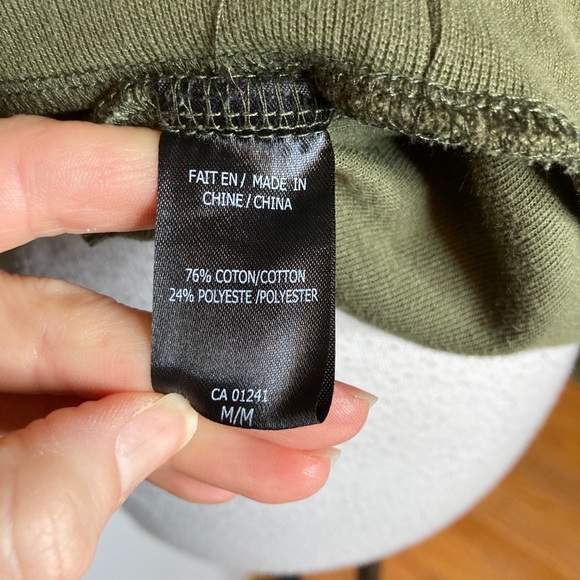 FAIT EN / MADE IN
CHINE/CHINA
76% COTON/COTTON
24% POLYESTE /POLYESTER
CA 01241
M/M